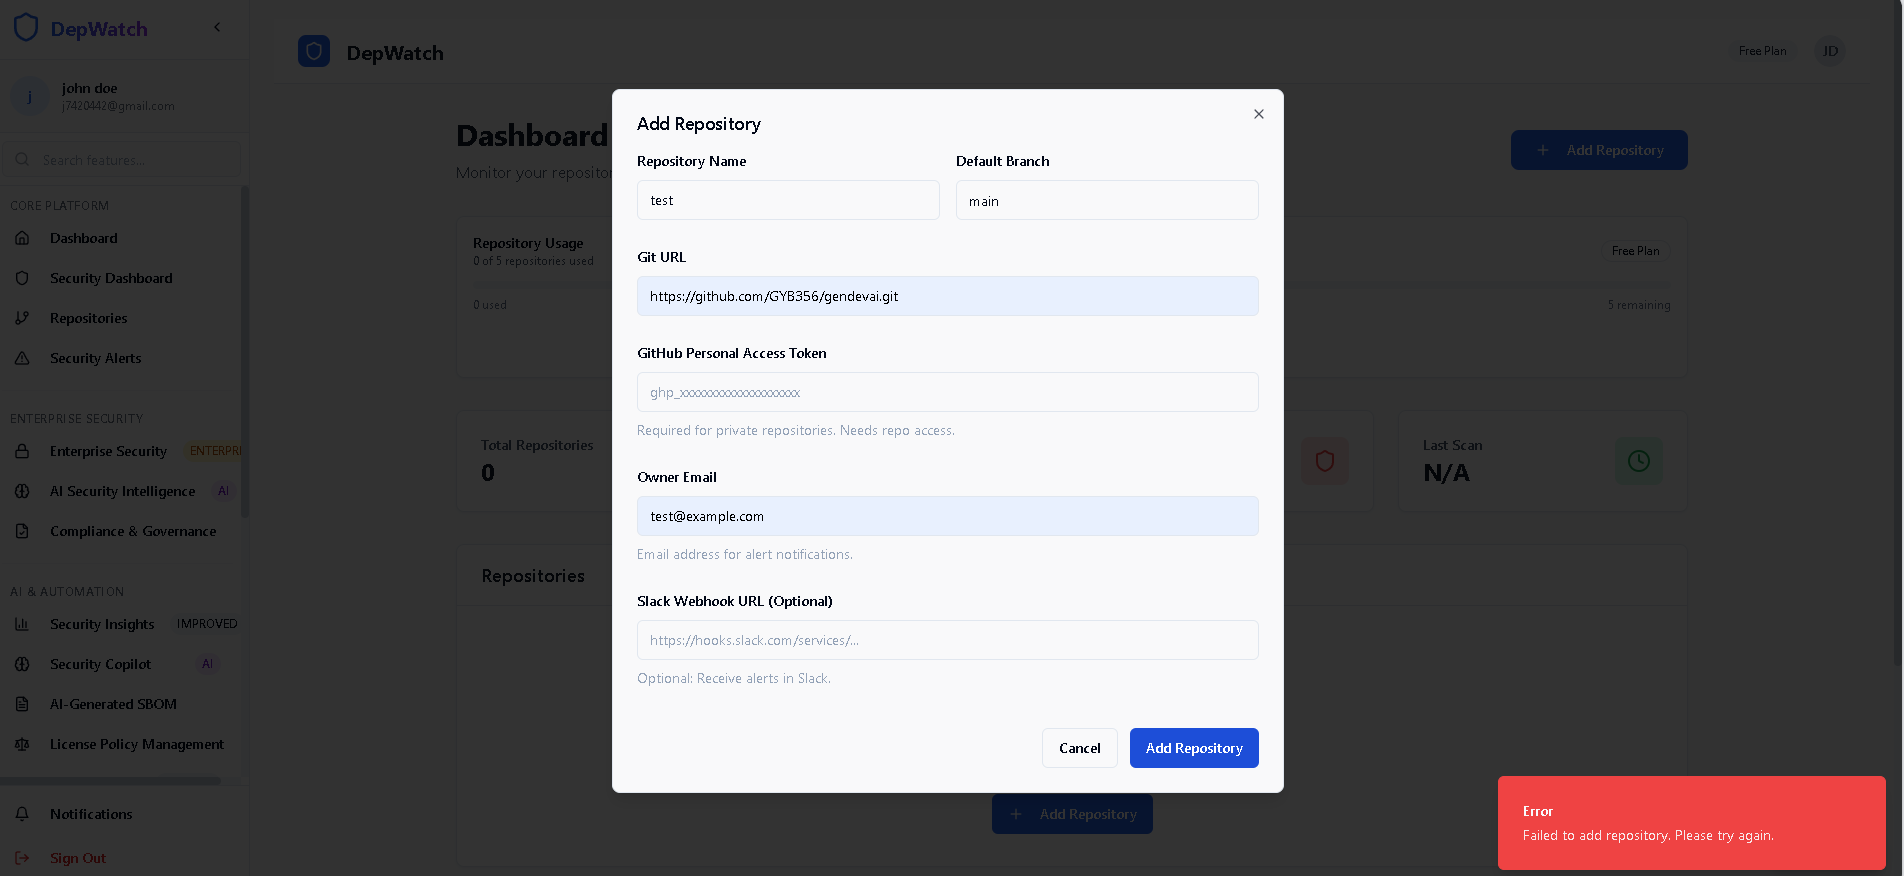 DepWatch
john doe
j7420442@gmail.com
Search features...
CORE PLATFORM
Dashboard
Security Dashboard
Repositories
Security Alerts
ENTERPRISE SECURITY
Enterprise Security ENTERPRI
AI Security Intelligence AI
Compliance & Governance
AI & AUTOMATION
Security Insights IMPROVED
Security Copilot AI
AI-Generated SBOM
License Policy Management
Notifications
Sign Out
DepWatch
Free Plan JD
Dashboard
Monitor your repositor
+ Add Repository
Repository Usage
0 of 5 repositories used
Free Plan
0 used
5 remaining
Total Repositories
0
Last Scan
N/A
Repositories
+ Add Repository
Add Repository
Repository Name
test
Default Branch
main
Git URL
https://github.com/GYB356/gendevai.git
GitHub Personal Access Token
ghp_xxxxxxxxxxxxxxxxxxxx
Required for private repositories. Needs repo access.
Owner Email
test@example.com
Email address for alert notifications.
Slack Webhook URL (Optional)
https://hooks.slack.com/services/...
Optional: Receive alerts in Slack.
Cancel
Add Repository
Error
Failed to add repository. Please try again.